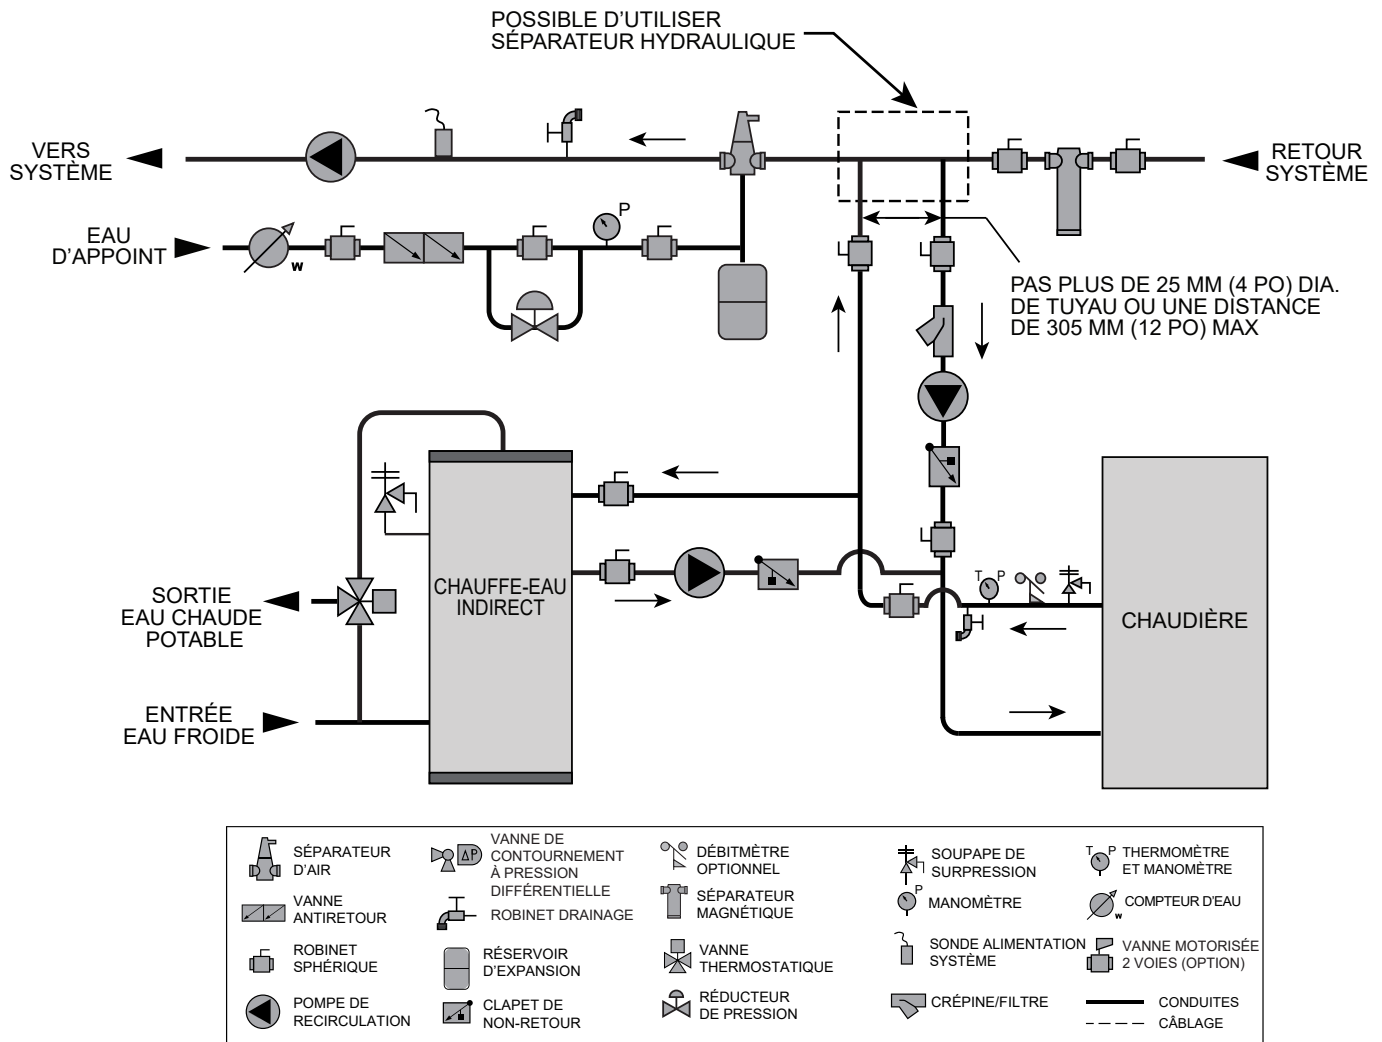 POSSIBLE D'UTILISER
SÉPARATEUR HYDRAULIQUE
VERS
SYSTÈME
RETOUR
SYSTÈME
EAU
D'APPOINT
W
P
PAS PLUS DE 25 MM (4 PO) DIA.
DE TUYAU OU UNE DISTANCE
DE 305 MM (12 PO) MAX
CHAUFFE-EAU
INDIRECT
SORTIE
EAU CHAUDE
POTABLE
T P
CHAUDIÈRE
ENTRÉE
EAU FROIDE
SÉPARATEUR
D'AIR
VANNE
ANTIRETOUR
ROBINET
SPHÉRIQUE
POMPE DE
RECIRCULATION
ΔP
VANNE DE
CONTOURNEMENT
À PRESSION
DIFFÉRENTIELLE
ROBINET DRAINAGE
RÉSERVOIR
D'EXPANSION
CLAPET DE
NON-RETOUR
DÉBITMÈTRE
OPTIONNEL
SÉPARATEUR
MAGNÉTIQUE
VANNE
THERMOSTATIQUE
RÉDUCTEUR
DE PRESSION
SOUPAPE DE
SURPRESSION
P
MANOMÈTRE
SONDE ALIMENTATION
SYSTÈME
CRÉPINE/FILTRE
T P
THERMOMÈTRE
ET MANOMÈTRE
W
COMPTEUR D'EAU
VANNE MOTORISÉE
2 VOIES (OPTION)
CONDUITES
CÂBLAGE